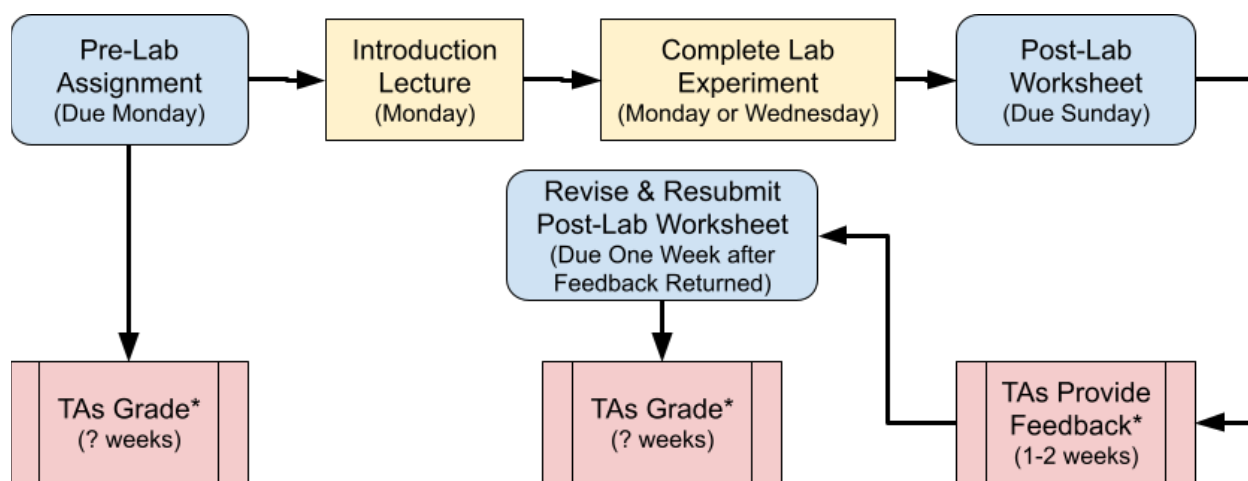 Pre-Lab
Assignment
(Due Monday)
Introduction
Lecture
(Monday)
Complete Lab
Experiment
(Monday or Wednesday)
Post-Lab
Worksheet
(Due Sunday)
Revise & Resubmit
Post-Lab Worksheet
(Due One Week after
Feedback Returned)
TAs Grade*
(? weeks)
TAs Grade*
(? weeks)
TAs Provide
Feedback*
(1-2 weeks)